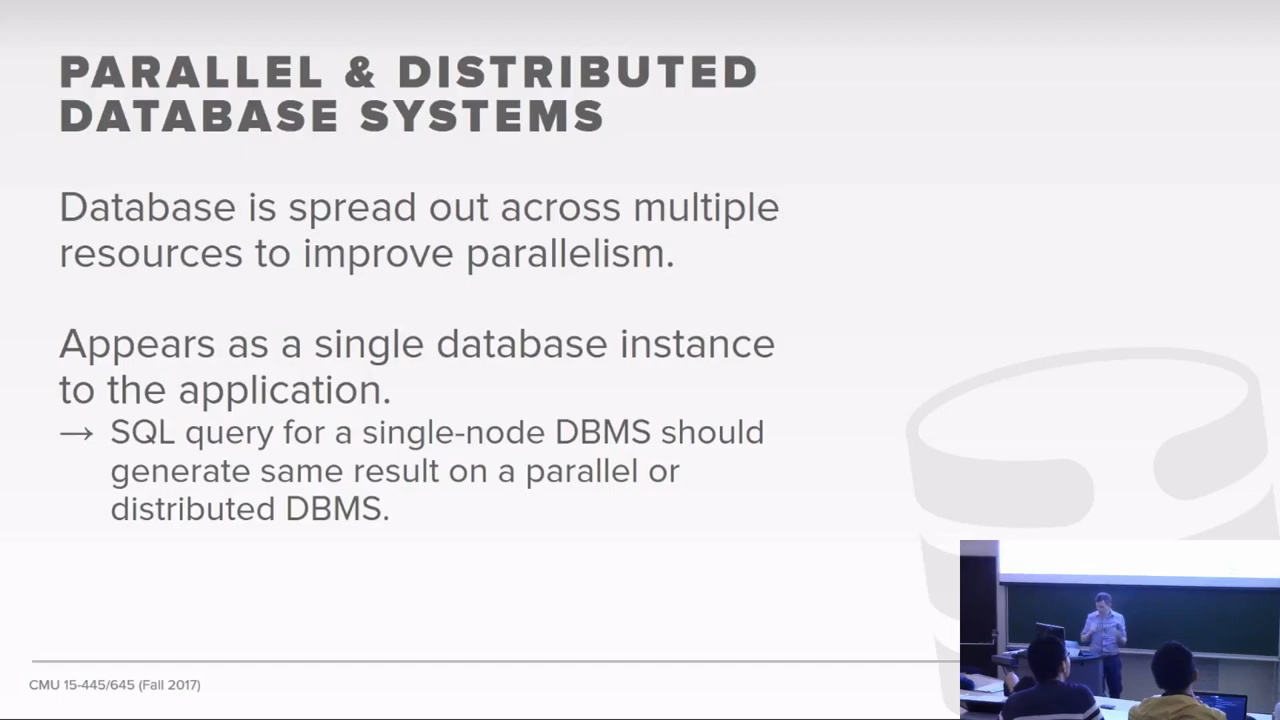 PARALLEL & DISTRIBUTED
DATABASE SYSTEMS
Database is spread out across multiple
resources to improve parallelism.
Appears as a single database instance
to the application.
→ SQL query for a single-node DBMS should
generate same result on a parallel or
distributed DBMS.
CMU 15-445/645 (Fall 2017)